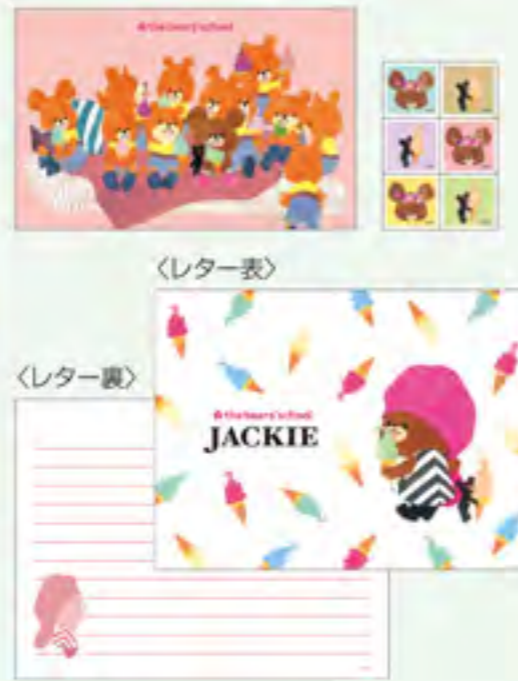 the bears' school
〈レター表〉
〈レター裏〉
the bears' school
JACKIE